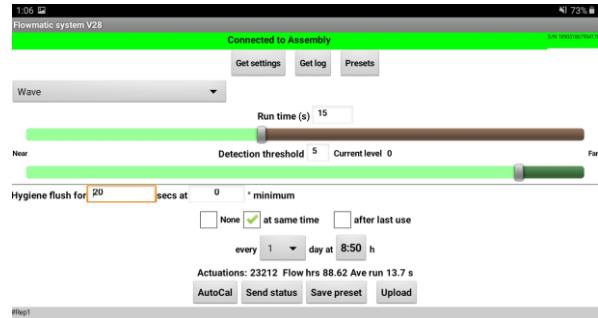 1:06 73%
Flowmatic system V28
Connected to Assembly
Get settings Get log Presets
Wave
Run time (s) 15
Near Detection threshold 5 Current level 0 Far
Hygiene flush for 20 secs at 0 ° minimum
None at same time after last use
every 1 day at 8:50 h
Actuations: 23212 Flow hrs 88.62 Ave run 13.7 s
AutoCal Send status Save preset Upload
#Rep1